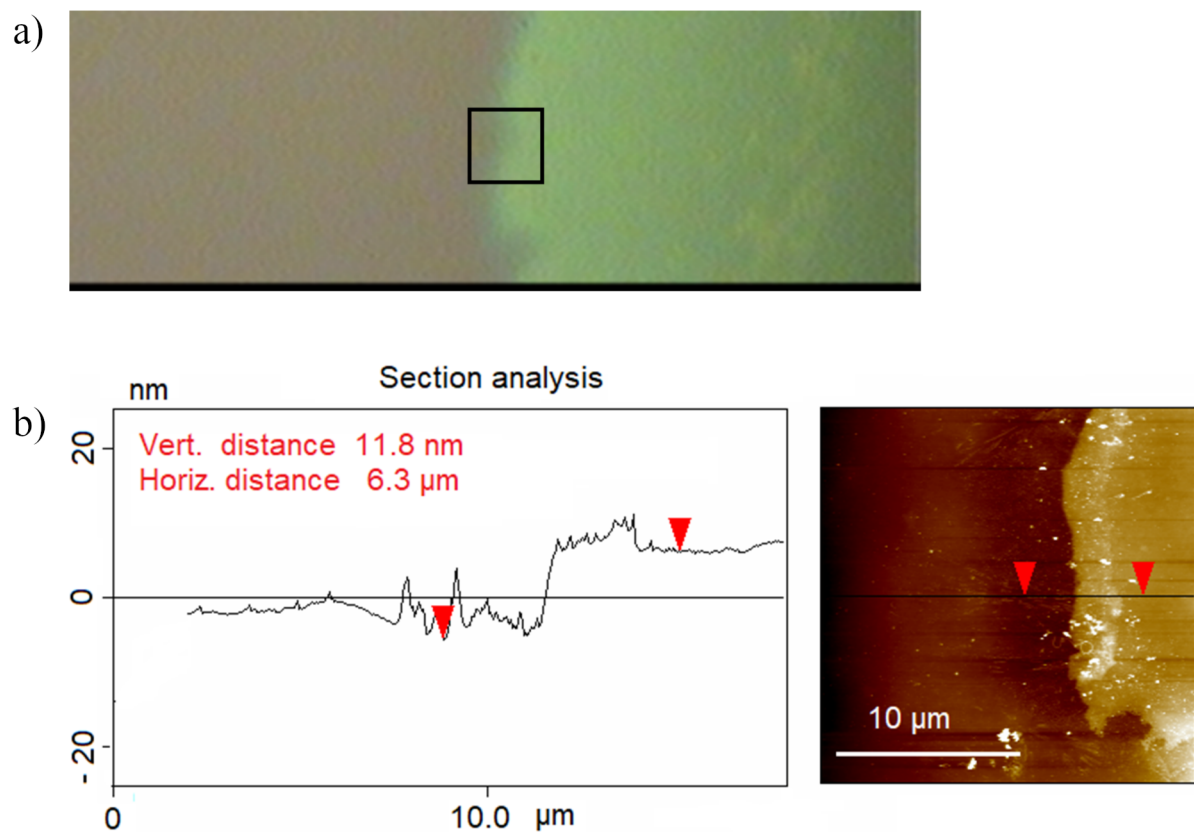 a)
Section analysis
nm
b)
Vert. distance 11.8 nm
Horiz. distance 6.3 µm
20
0
- 20
0
10.0 µm
10 µm